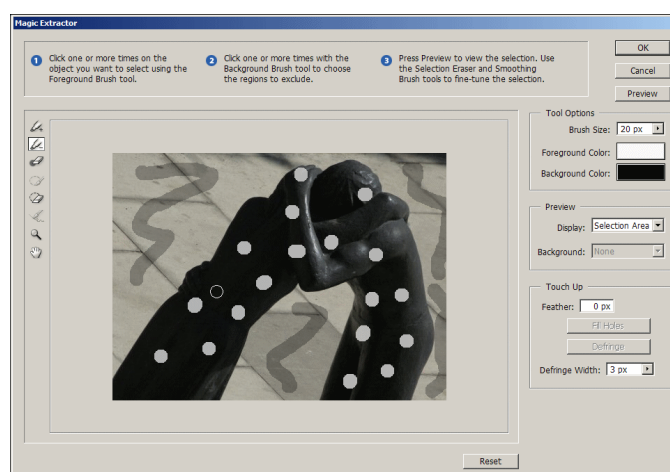 Magic Extractor
1 Click one or more times on the
object you want to select using the
Foreground Brush tool.
2 Click one or more times with the
Background Brush tool to choose
the regions to exclude.
3 Press Preview to view the selection. Use
the Selection Eraser and Smoothing
Brush tools to fine-tune the selection.
OK
Cancel
Preview
Tool Options
Brush Size: 20 px
Foreground Color:
Background Color:
Preview
Display: Selection Area
Background: None
Touch Up
Feather: 0 px
Fill Holes
Defringe
Defringe Width: 3 px
Reset